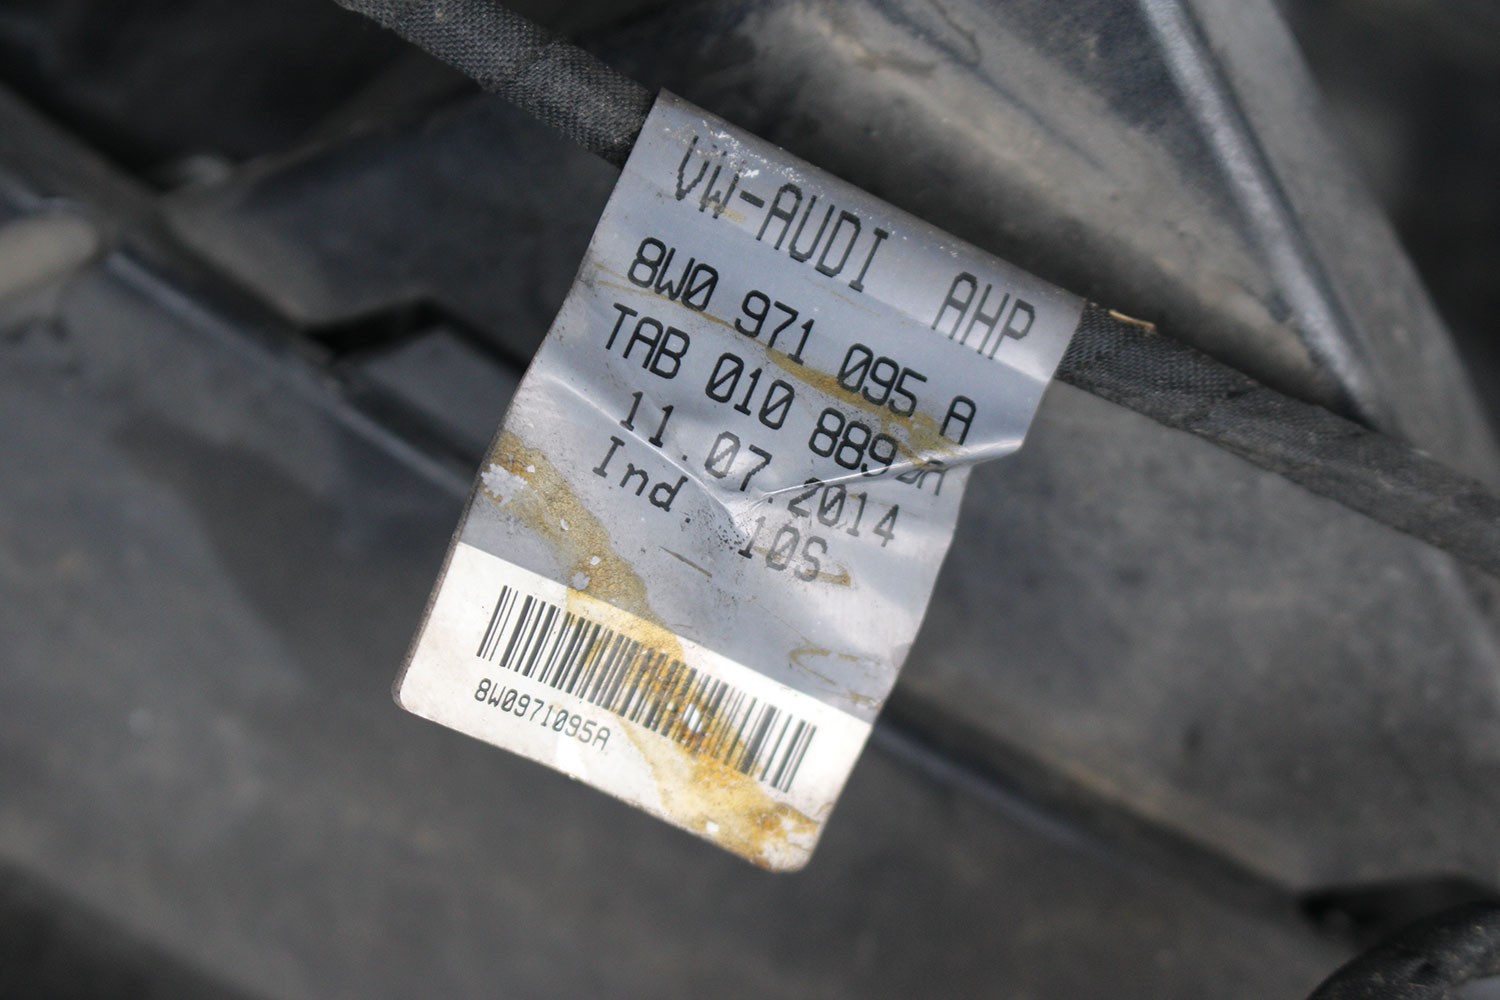 VW-AUDI AHP
8W0 971 095 A
TAB 010 889 A
11.07.2014
Ind. 10S
8W0971095A